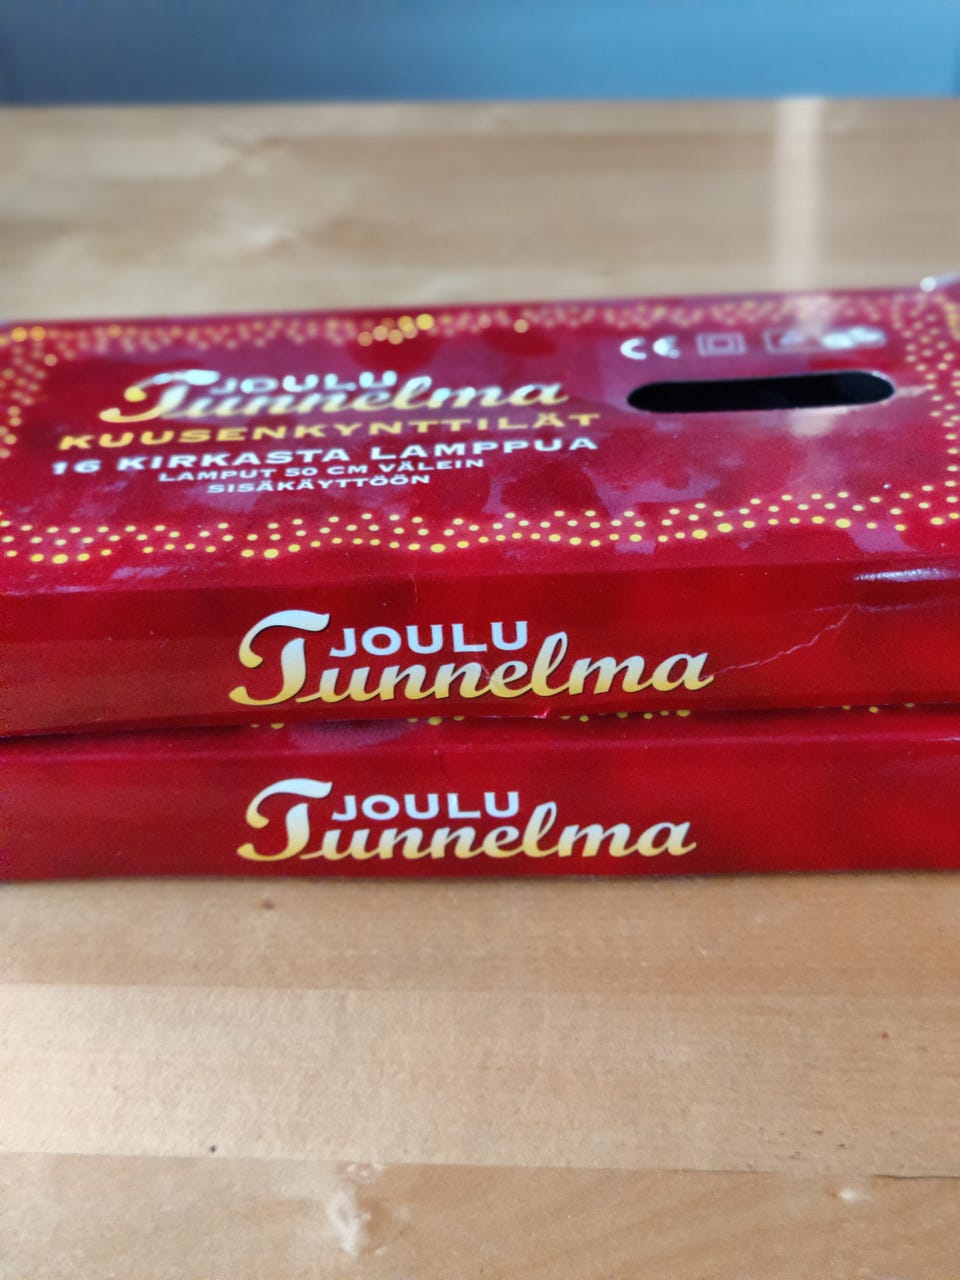 JOULU
Tunnelma
KUUSENKYNTTILÄT
16 KIRKASTA LAMPPUA
LAMPUT 50 CM VÄLEIN
SISÄKÄYTTÖÖN
CE
JOULU
Tunnelma
JOULU
Tunnelma